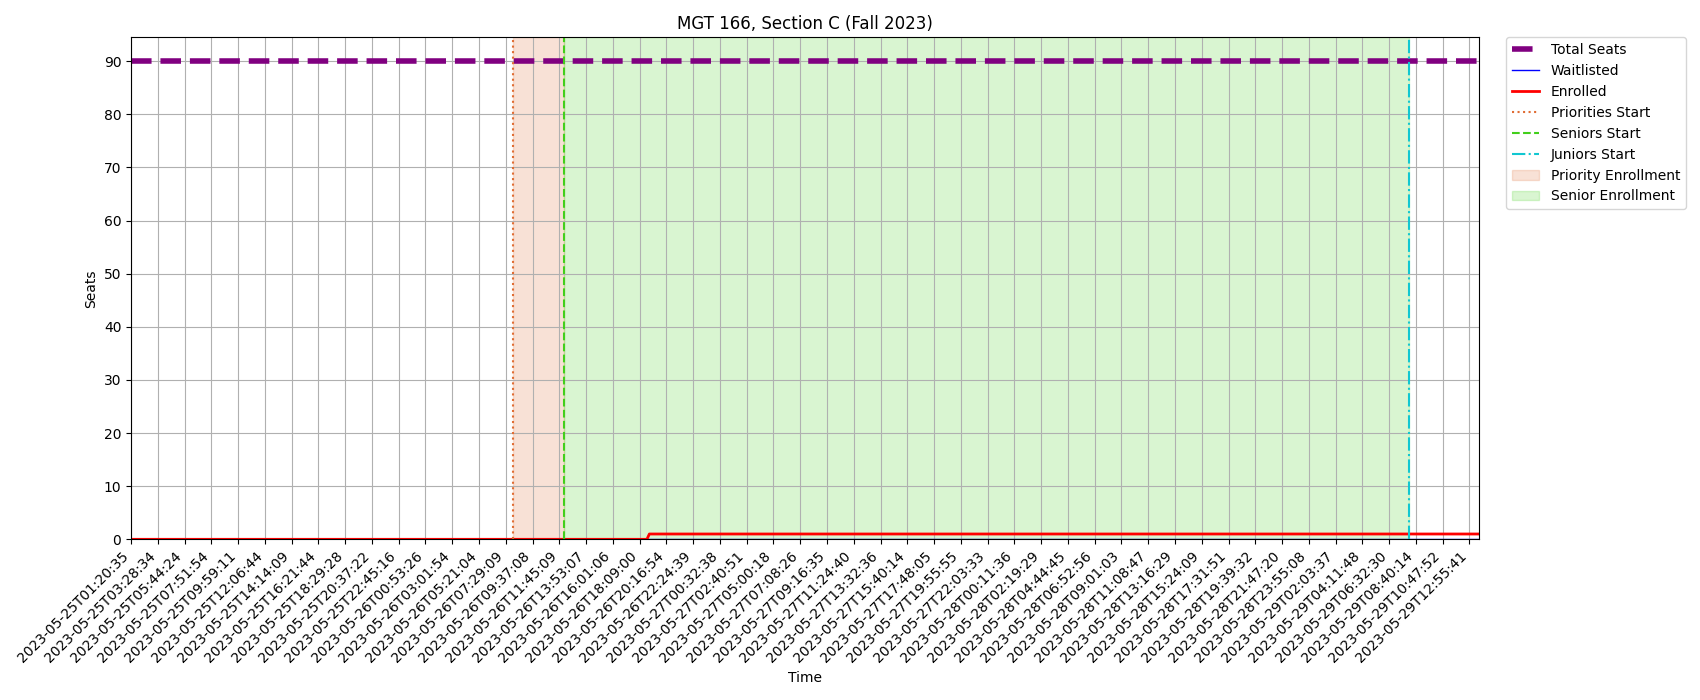 MGT 166, Section C (Fall 2023)
Total Seats
Waitlisted
Enrolled
Priorities Start
Seniors Start
Juniors Start
Priority Enrollment
Senior Enrollment
Seats
90
80
70
60
50
40
30
20
10
0
2023-05-25T01:20:35
2023-05-25T03:28:34
2023-05-25T05:44:24
2023-05-25T07:51:54
2023-05-25T09:59:11
2023-05-25T12:06:44
2023-05-25T14:14:09
2023-05-25T16:21:44
2023-05-25T18:29:28
2023-05-25T20:37:22
2023-05-25T22:45:16
2023-05-26T00:53:26
2023-05-26T03:01:54
2023-05-26T05:21:04
2023-05-26T07:29:09
2023-05-26T09:37:08
2023-05-26T11:45:09
2023-05-26T13:53:07
2023-05-26T16:01:06
2023-05-26T18:09:00
2023-05-26T20:16:54
2023-05-26T22:24:39
2023-05-27T00:32:38
2023-05-27T02:40:51
2023-05-27T05:00:18
2023-05-27T07:08:26
2023-05-27T09:16:35
2023-05-27T11:24:40
2023-05-27T13:32:36
2023-05-27T15:40:14
2023-05-27T17:48:05
2023-05-27T19:55:55
2023-05-27T22:03:33
2023-05-28T00:11:36
2023-05-28T02:19:29
2023-05-28T04:44:45
2023-05-28T06:52:56
2023-05-28T09:01:03
2023-05-28T11:08:47
2023-05-28T13:16:29
2023-05-28T15:24:09
2023-05-28T17:31:51
2023-05-28T19:39:32
2023-05-28T21:47:20
2023-05-28T23:55:08
2023-05-29T02:03:37
2023-05-29T04:11:48
2023-05-29T06:32:30
2023-05-29T08:40:14
2023-05-29T10:47:52
2023-05-29T12:55:41
Time